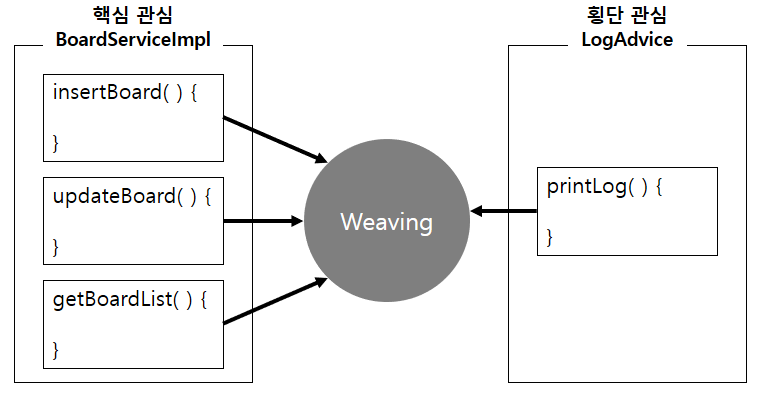 핵심 관심
BoardServiceImpl
insertBoard( ) {
}
updateBoard( ) {
}
getBoardList( ) {
}
Weaving
횡단 관심
LogAdvice
printLog( ) {
}